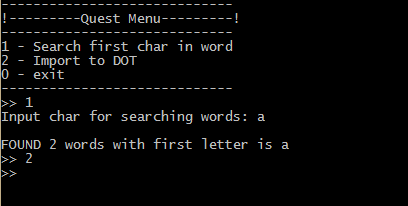 -----------------------------
!---------Quest Menu---------!
-----------------------------
1 - Search first char in word
2 - Import to DOT
0 - exit
-----------------------------
>> 1
Input char for searching words: a
FOUND 2 words with first letter is a
>> 2
>>